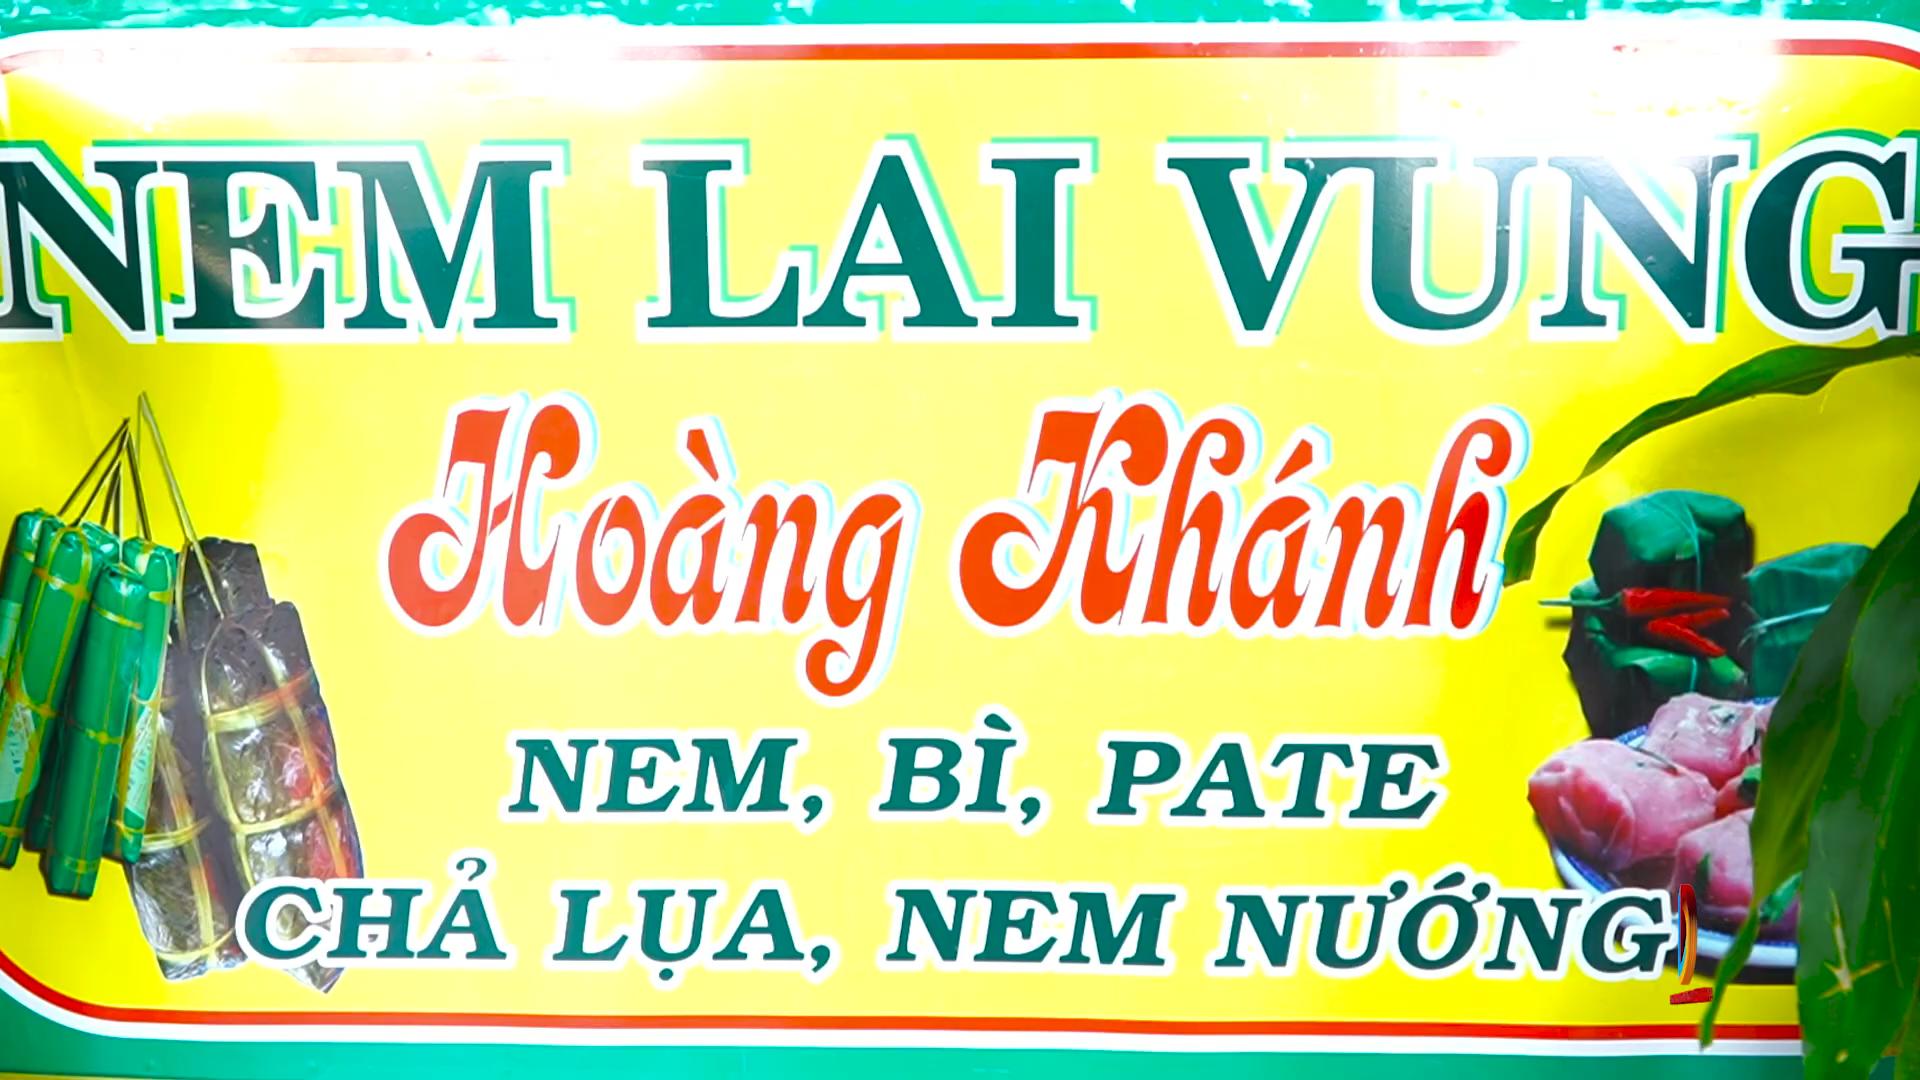 NEM LAI VUNG
Hoàng Khánh
NEM, BÌ, PATE
CHẢ LỤA, NEM NƯỚNG